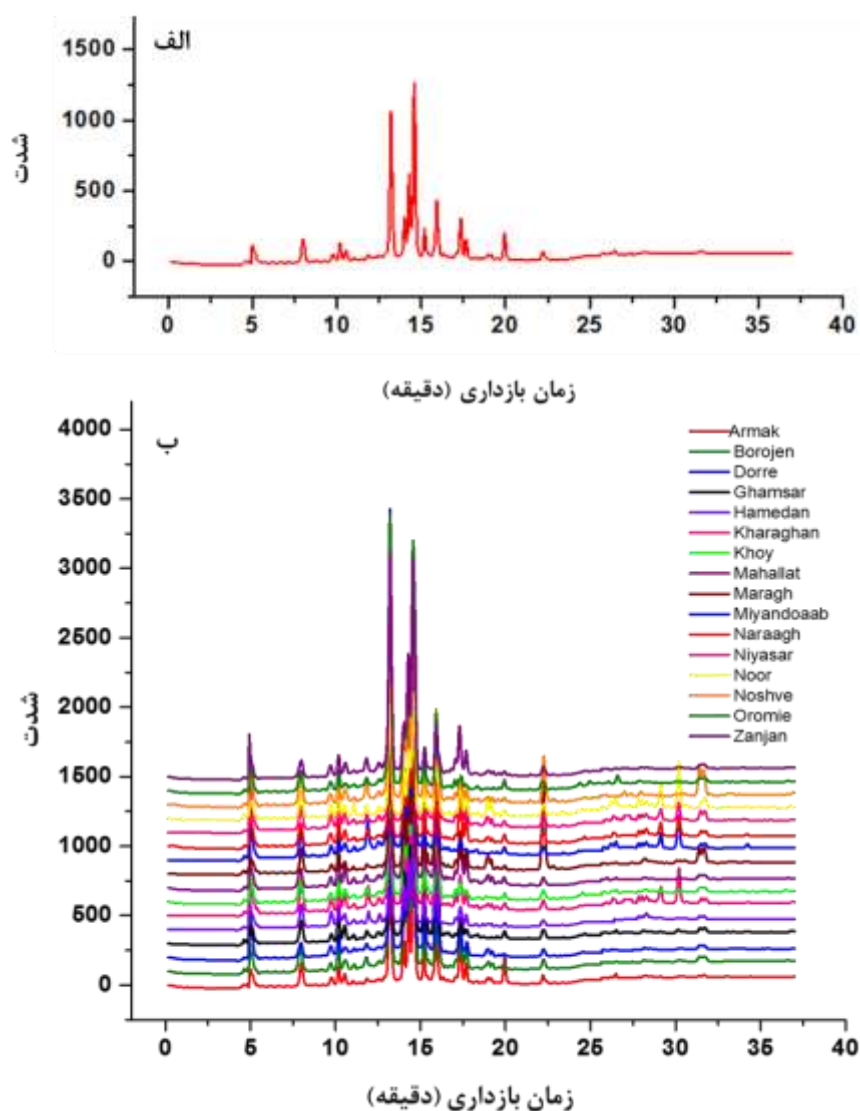 الف
1500
1000
500
0
شدت
0 5 10 15 20 25 30 35 40
زمان بازداری (دقیقه)
ب
4000
3500
3000
2500
2000
1500
1000
500
0
شدت
Armak
Borojen
Dorre
Ghamsar
Hamedan
Kharaghan
Khoy
Mahallat
Maragh
Miyandoaab
Naraagh
Niyasar
Noor
Noshve
Oromie
Zanjan
0 5 10 15 20 25 30 35 40
زمان بازداری (دقیقه)